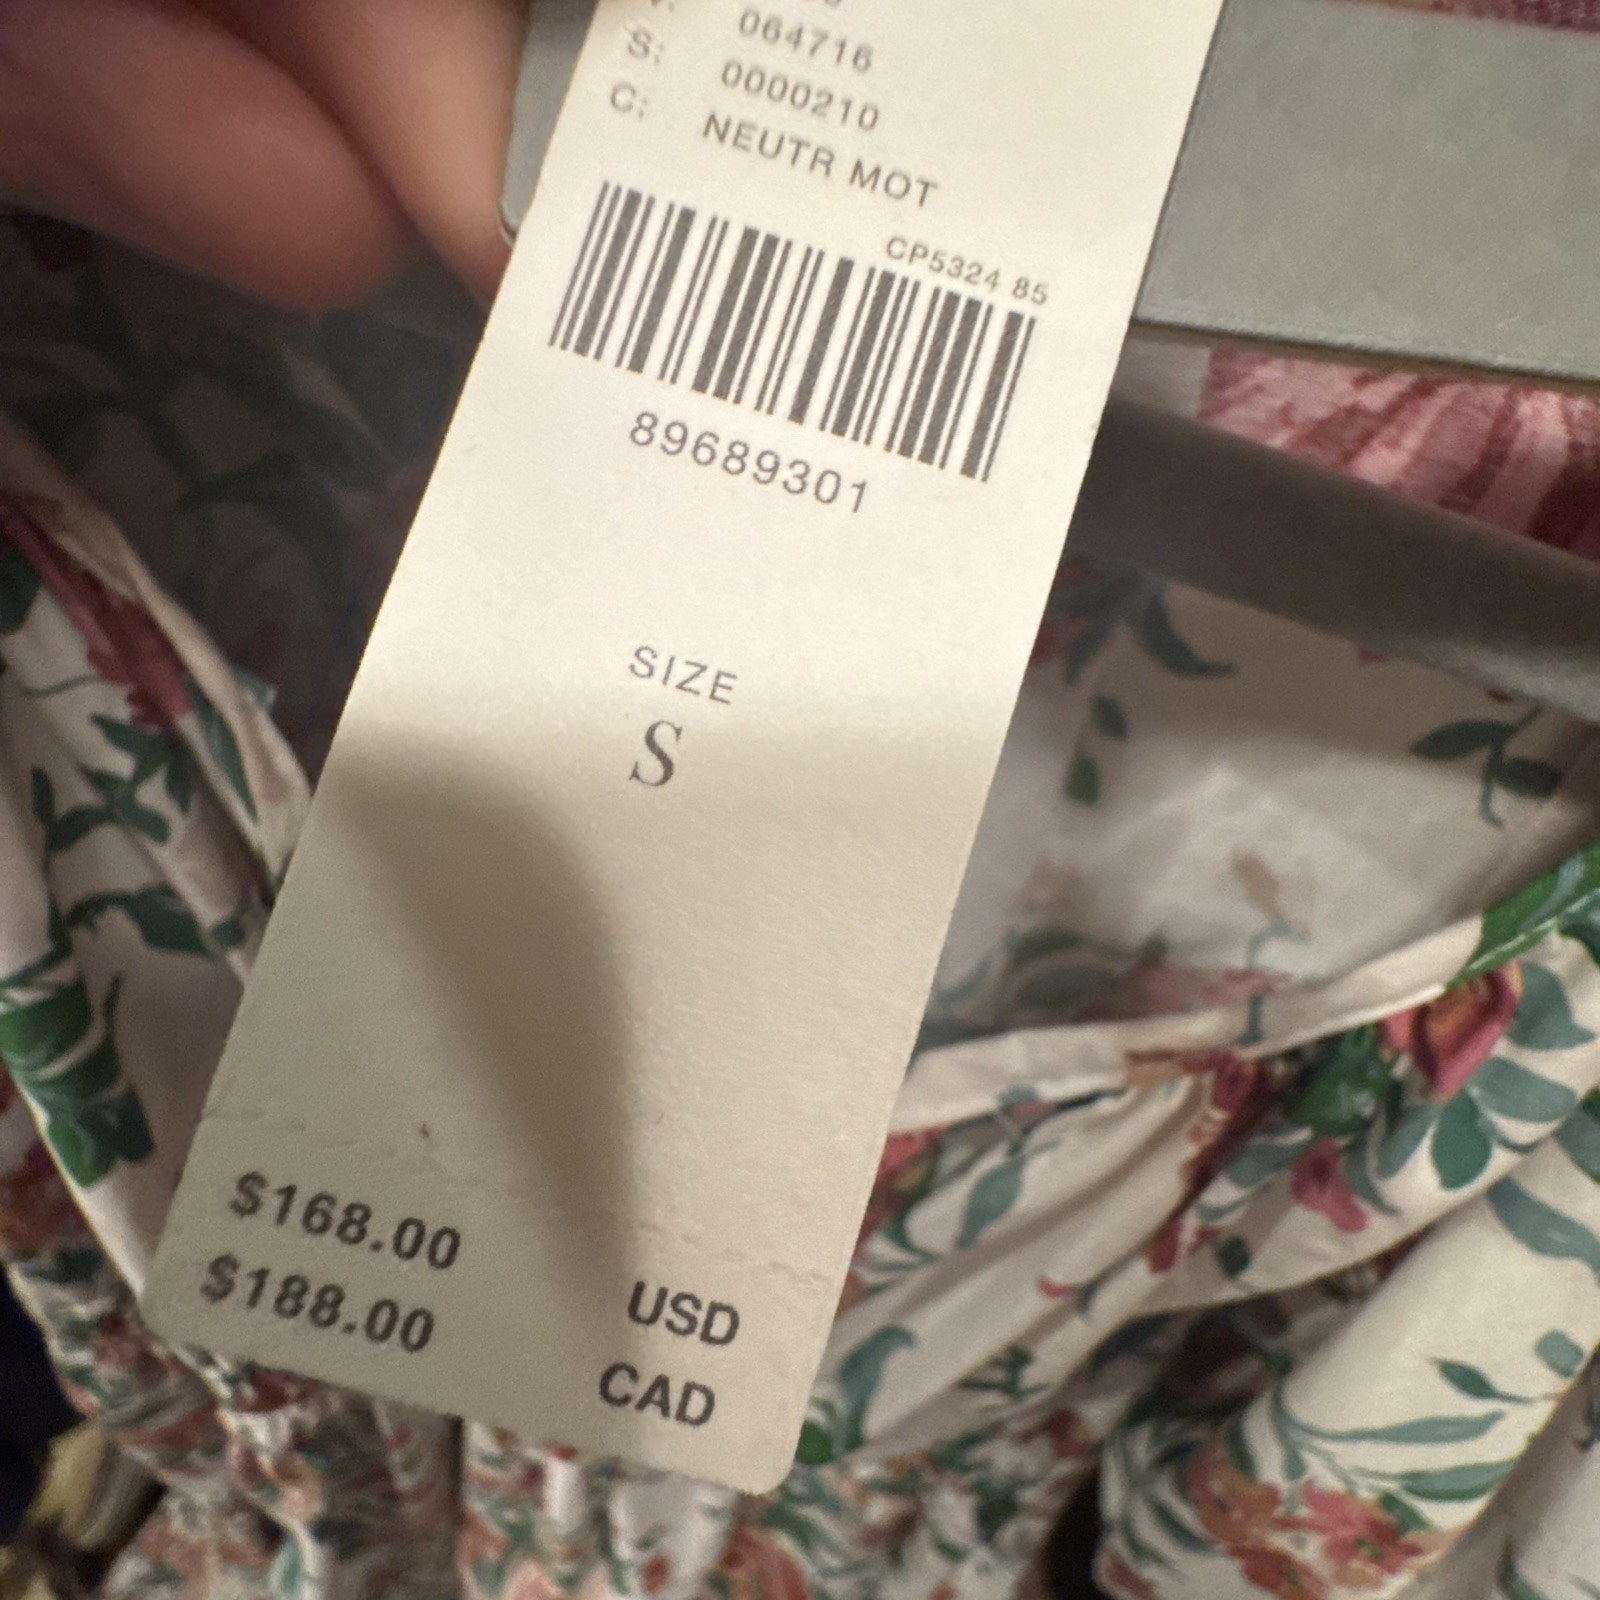 064716
S: 0000210
C: NEUTR MOT
CP5324 85
89689301
SIZE
S
$168.00 USD
$188.00 CAD